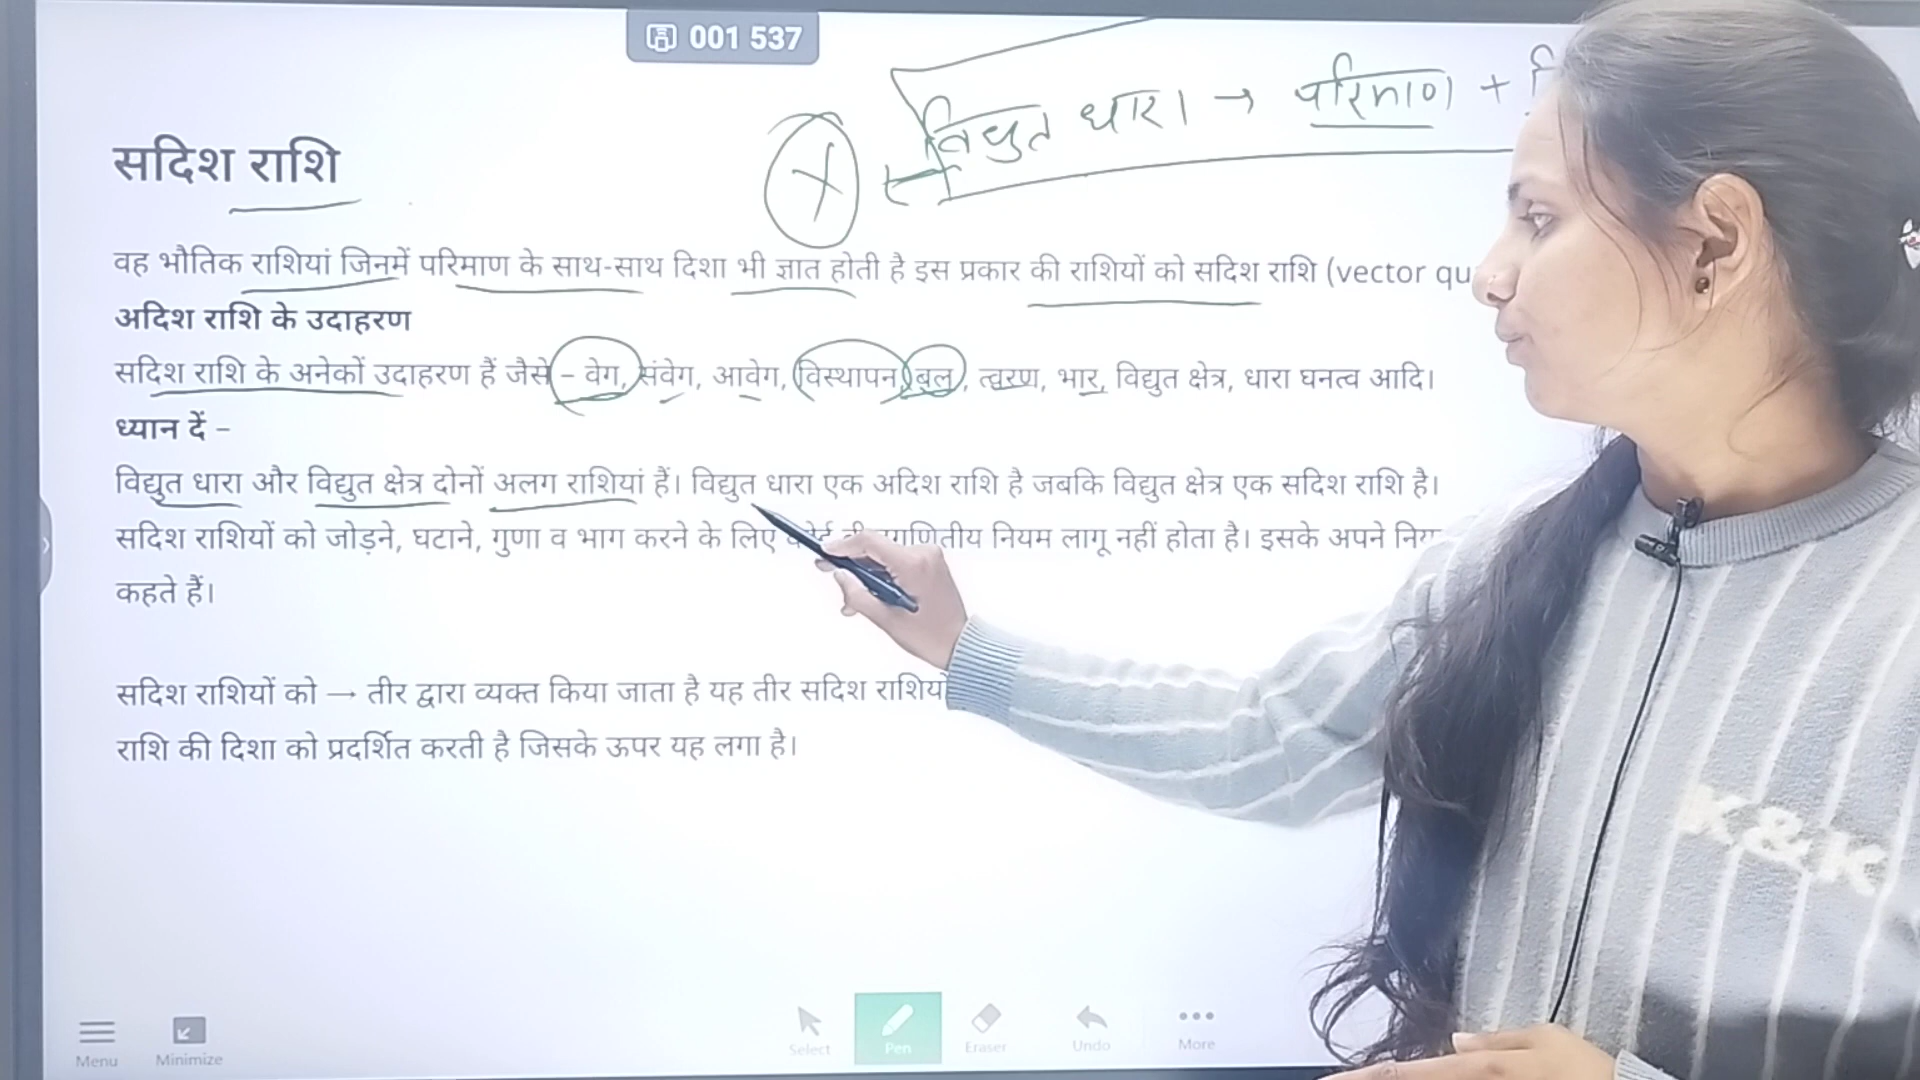 001 537
विद्युत धारा → परिमाण +
सदिश राशि
वह भौतिक राशियां जिनमें परिमाण के साथ-साथ दिशा भी ज्ञात होती है इस प्रकार की राशियों को सदिश राशि (vector
अदिश राशि के उदाहरण
सदिश राशि के अनेकों उदाहरण हैं जैसे – वेग, संवेग, आवेग, विस्थापन, बल, त्वरण, भार, विद्युत क्षेत्र, धारा घनत्व आदि।
ध्यान दें –
विद्युत धारा और विद्युत क्षेत्र दोनों अलग राशियां हैं। विद्युत धारा एक अदिश राशि है जबकि विद्युत क्षेत्र एक सदिश राशि है।
सदिश राशियों को जोड़ने, घटाने, गुणा व भाग करने के लिए नियम लागू नहीं होता है। इसके अपने
कहते हैं।
सदिश राशियों को → तीर द्वारा व्यक्त किया जाता है यह तीर सदिश
राशि की दिशा को प्रदर्शित करती है जिसके ऊपर यह लगा है।
K&K
Menu Minimize Select Pen Eraser Undo More